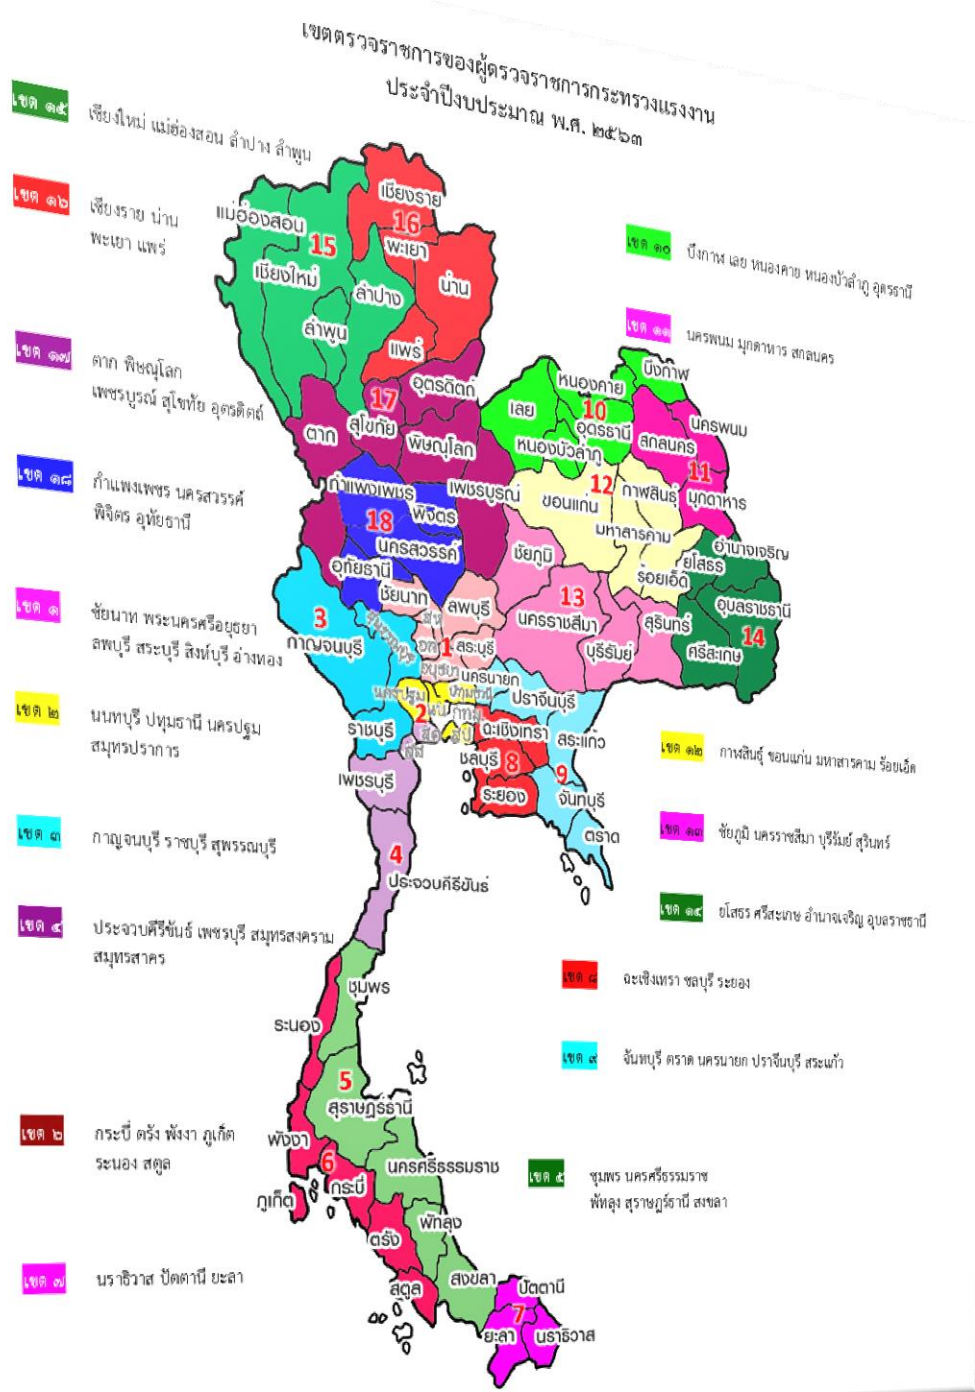 เขตตรวจราชการของผู้ตรวจราชการกระทรวงแรงงาน
ประจำปีงบประมาณ พ.ศ. ๒๕๖๓
เขต ๑๕
เชียงใหม่ แม่ฮ่องสอน ลำปาง ลำพูน
เขต ๑๖
เชียงราย น่าน
พะเยา แพร่
เขต ๑๗
ตาก พิษณุโลก
เพชรบูรณ์ สุโขทัย อุตรดิตถ์
เขต ๑๘
กำแพงเพชร นครสวรรค์
พิจิตร อุทัยธานี
เขต ๑
ชัยนาท พระนครศรีอยุธยา
ลพบุรี สระบุรี สิงห์บุรี อ่างทอง
เขต ๒
นนทบุรี ปทุมธานี นครปฐม
สมุทรปราการ
เขต ๓
กาญจนบุรี ราชบุรี สุพรรณบุรี
เขต ๔
ประจวบคีรีขันธ์ เพชรบุรี สมุทรสงคราม
สมุทรสาคร
เขต ๖
กระบี่ ตรัง พังงา ภูเก็ต
ระนอง สตูล
เขต ๗
นราธิวาส ปัตตานี ยะลา
เขต ๑๐
บึงกาฬ เลย หนองคาย หนองบัวลำภู อุดรธานี
เขต ๑๑
นครพนม มุกดาหาร สกลนคร
เขต ๑๒
กาฬสินธุ์ ขอนแก่น มหาสารคาม ร้อยเอ็ด
เขต ๑๓
ชัยภูมิ นครราชสีมา บุรีรัมย์ สุรินทร์
เขต ๑๔
ยโสธร ศรีสะเกษ อำนาจเจริญ อุบลราชธานี
เขต ๘
ฉะเชิงเทรา ชลบุรี ระยอง
เขต ๙
จันทบุรี ตราด นครนายก ปราจีนบุรี สระแก้ว
เขต ๕
ชุมพร นครศรีธรรมราช
พัทลุง สุราษฎร์ธานี สงขลา
เชียงราย
16
แม่ฮ่องสอน
15
พะเยา
เชียงใหม่
ลำปาง
น่าน
ลำพูน
แพร่
17
อุตรดิตถ์
ตาก
สุโขทัย
พิษณุโลก
เพชรบูรณ์
บึงกาฬ
หนองคาย
เลย
10
อุดรธานี
หนองบัวลำภู
นครพนม
สกลนคร
11
มุกดาหาร
12
ขอนแก่น
กาฬสินธุ์
มหาสารคาม
ร้อยเอ็ด
กำแพงเพชร
พิจิตร
18
นครสวรรค์
อุทัยธานี
ชัยภูมิ
13
นครราชสีมา
บุรีรัมย์
สุรินทร์
อำนาจเจริญ
ยโสธร
อุบลราชธานี
14
ศรีสะเกษ
ชัยนาท
ลพบุรี
1
สระบุรี
อยุธยา
นครนายก
3
กาญจนบุรี
ราชบุรี
นครปฐม
ปทุมธานี
2
กทม.
ปราจีนบุรี
ฉะเชิงเทรา
สระแก้ว
ชลบุรี
8
9
ระยอง
จันทบุรี
ตราด
เพชรบุรี
4
ประจวบคีรีขันธ์
ชุมพร
ระนอง
5
สุราษฎร์ธานี
พังงา
6
กระบี่
นครศรีธรรมราช
ภูเก็ต
ตรัง
พัทลุง
สตูล
สงขลา
ปัตตานี
7
ยะลา
นราธิวาส